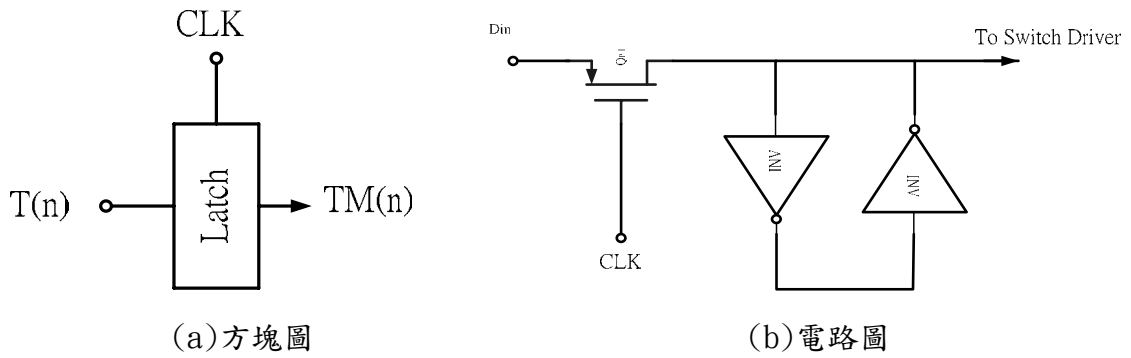 CLK
T(n)
Latch
TM(n)
(a)方塊圖
Din
To Switch Driver
INV
INV
CLK
(b)電路圖